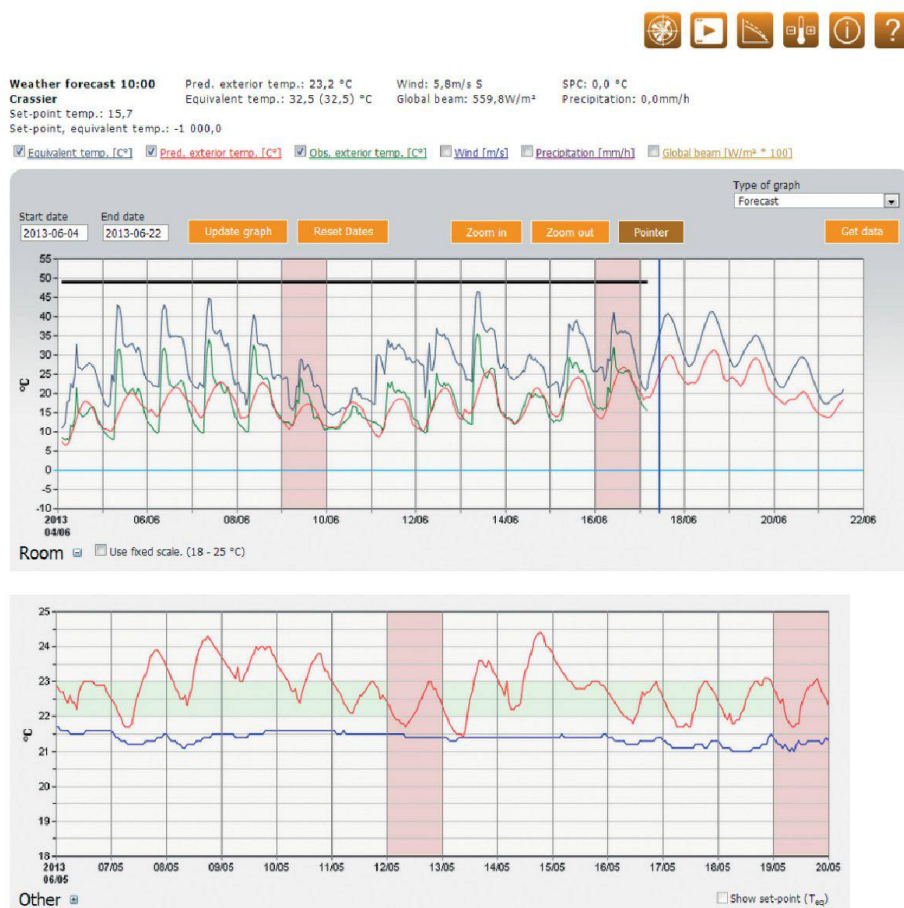 ?
Weather forecast 10:00 Pred. exterior temp.: 23,2 °C Wind: 5,8m/s S SPC: 0,0 °C
Crassier Equivalent temp.: 32,5 (32,5) °C Global beam: 559,8W/m² Precipitation: 0,0mm/h
Set-point temp.: 15,7
Set-point, equivalent temp.: -1 000,0
Equivalent temp. [C°] Pred. exterior temp. [C°] Obs. exterior temp. [C°] Wind [m/s] Precipitation [mm/h] Global beam [W/m² * 100]
Type of graph
Forecast
Start date End date
2013-06-04 2013-06-22 Update graph Reset Dates Zoom in Zoom out Pointer Get data
55
50
45
40
35
30
25
20
15
10
5
0
-5
-10
°C
2013 06/06 08/06 10/06 12/06 14/06 16/06 18/06 20/06 22/06
04/06
Room Use fixed scale. (18 - 25 °C)
25
24
23
22
21
20
19
18
°C
2013 07/05 08/05 09/05 10/05 11/05 12/05 13/05 14/05 15/05 16/05 17/05 18/05 19/05 20/05
06/05
Other Show set-point (Teq)